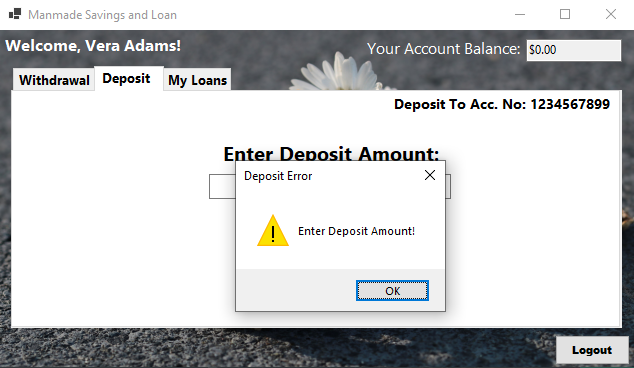 Manmade Savings and Loan
Welcome, Vera Adams!
Your Account Balance: $0.00
Withdrawal Deposit My Loans
Deposit To Acc. No: 1234567899
Enter Deposit Amount:
Deposit Error
Enter Deposit Amount!
OK
Logout